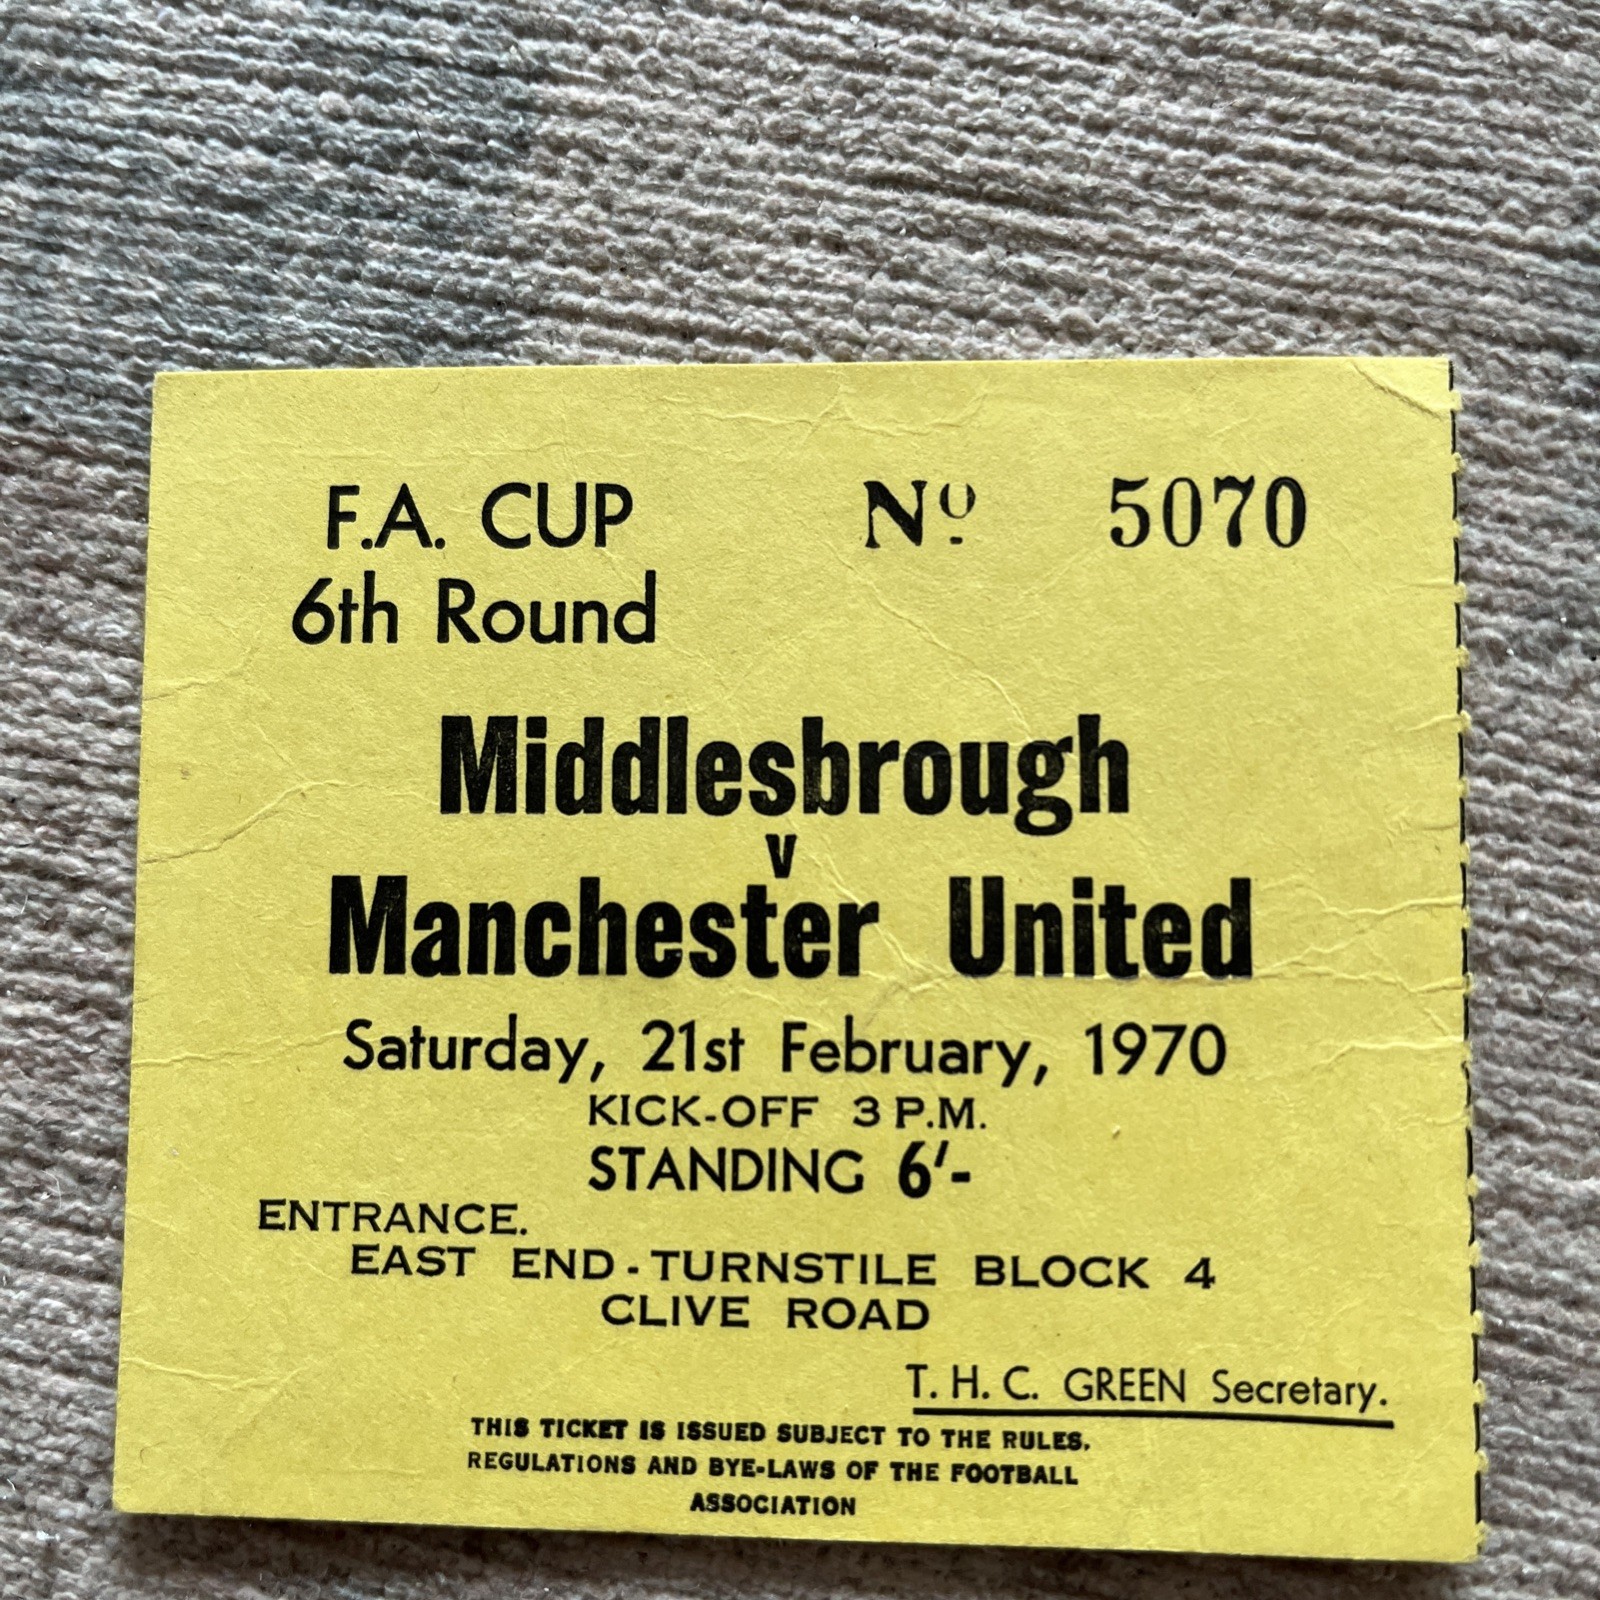 F.A. CUP Nº 5070
6th Round
Middlesbrough
v
Manchester United
Saturday, 21st February, 1970
KICK-OFF 3 P.M.
STANDING 6'-
ENTRANCE.
EAST END - TURNSTILE BLOCK 4
CLIVE ROAD
T. H. C. GREEN Secretary.
THIS TICKET IS ISSUED SUBJECT TO THE RULES,
REGULATIONS AND BYE-LAWS OF THE FOOTBALL
ASSOCIATION